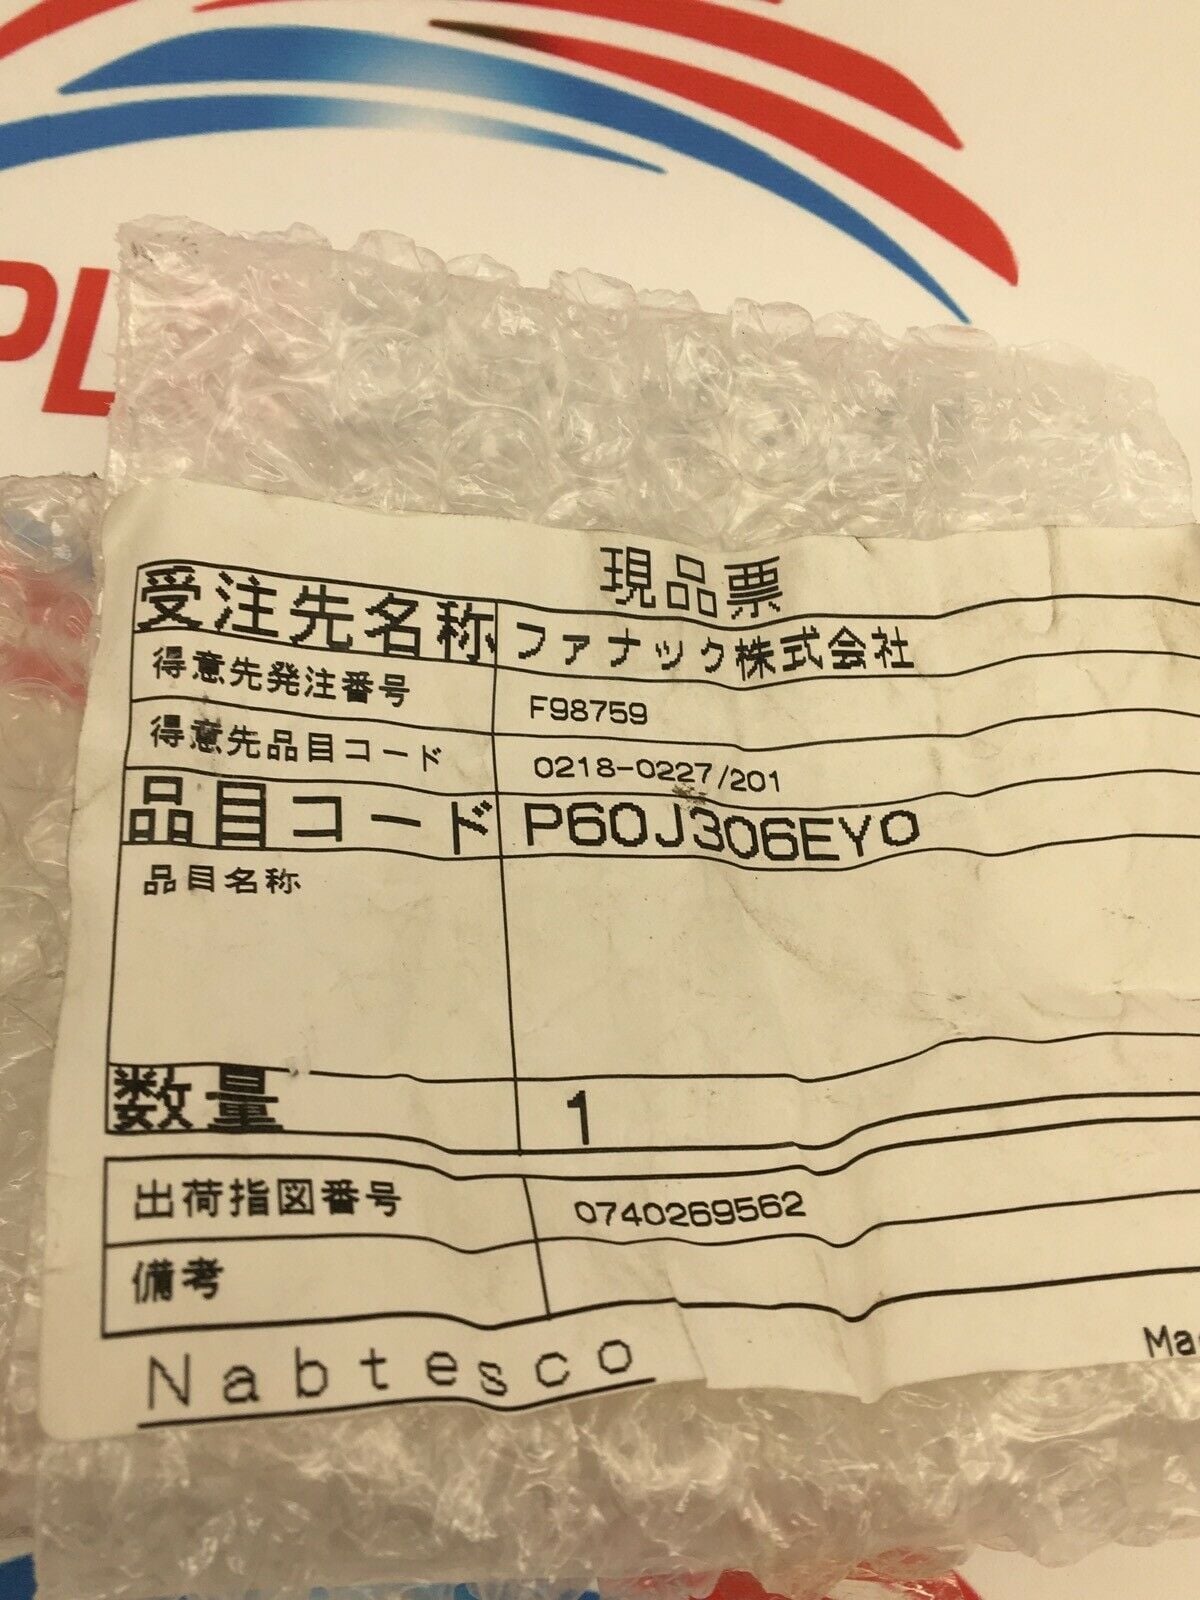 PL
現品票
受注先名称 ファナック株式会社
得意先発注番号 F98759
得意先品目コード 0218-0227/201
品目コード P60J306EY0
品目名称
数量 1
出荷指図番号 0740269562
備考
Nabtesco
Ma